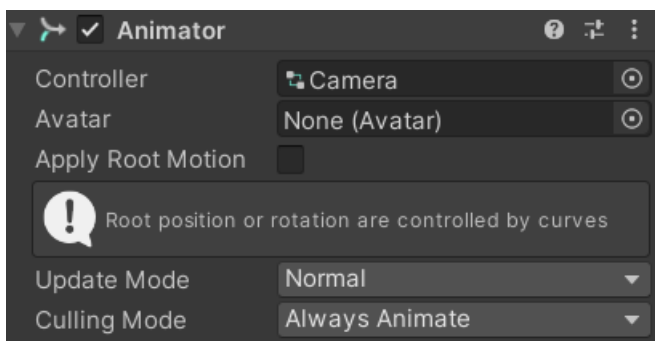 Animator
Controller Camera
Avatar None (Avatar)
Apply Root Motion
Root position or rotation are controlled by curves
Update Mode Normal
Culling Mode Always Animate